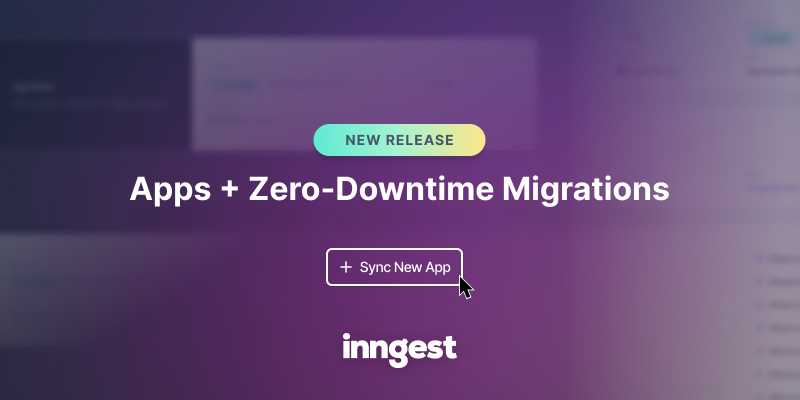 NEW RELEASE
Apps + Zero-Downtime Migrations
+ Sync New App
inngest